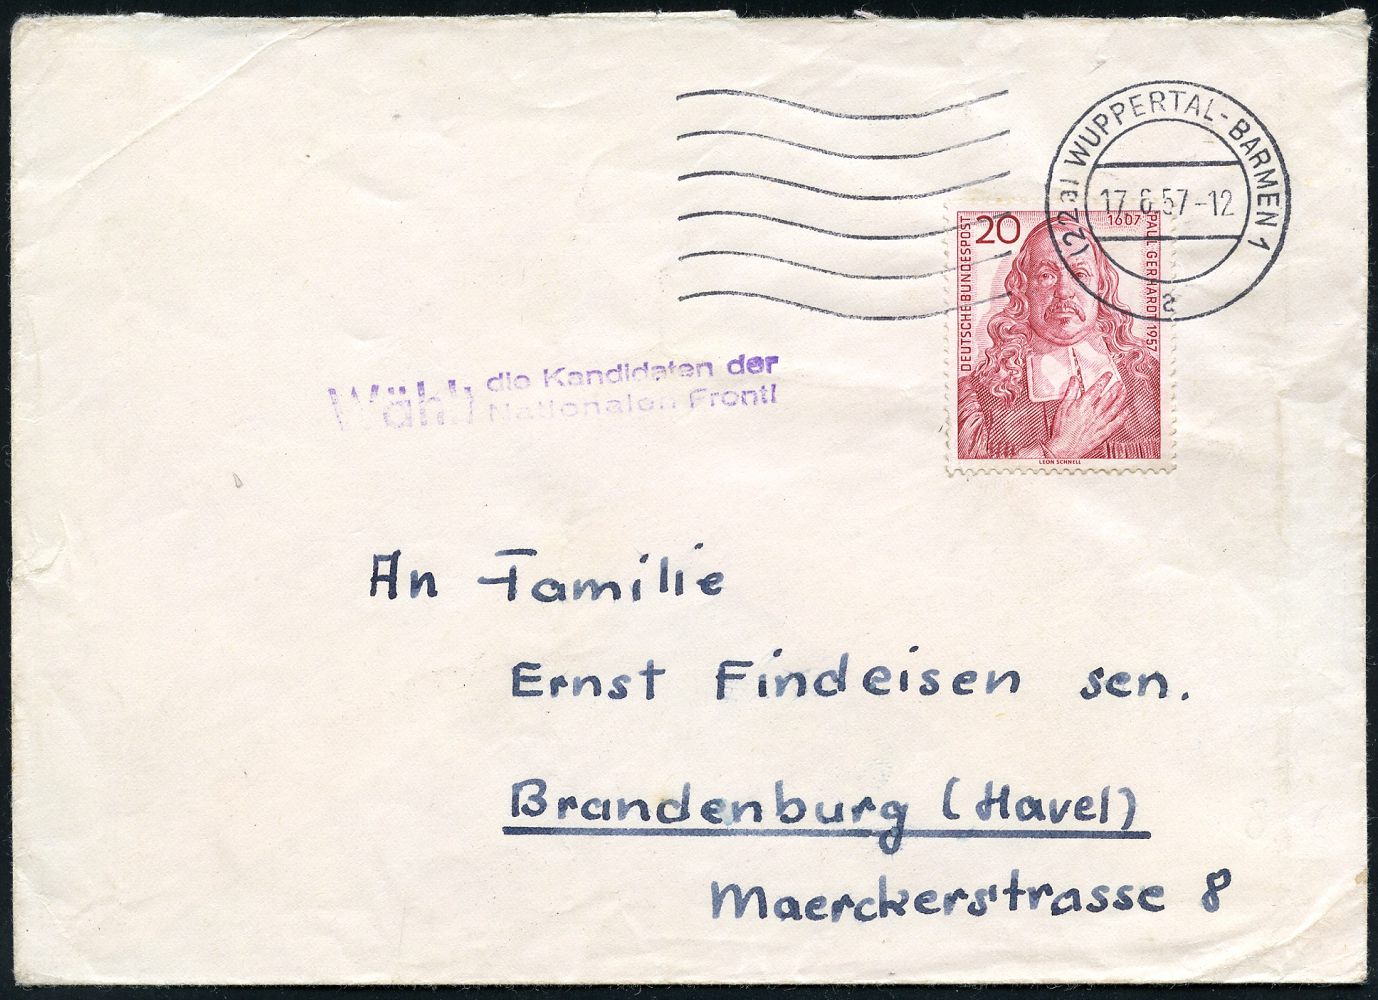 (22a) WUPPERTAL-BARMEN 1
17.6.57-12
a
20
1607
DEUTSCHE BUNDESPOST
PAUL GERHARDT 1957
LEON SCHNELL
Wählt die Kandidaten der
Nationalen Front!
An Familie
Ernst Findeisen sen.
Brandenburg (Havel)
Maerckerstrasse 8